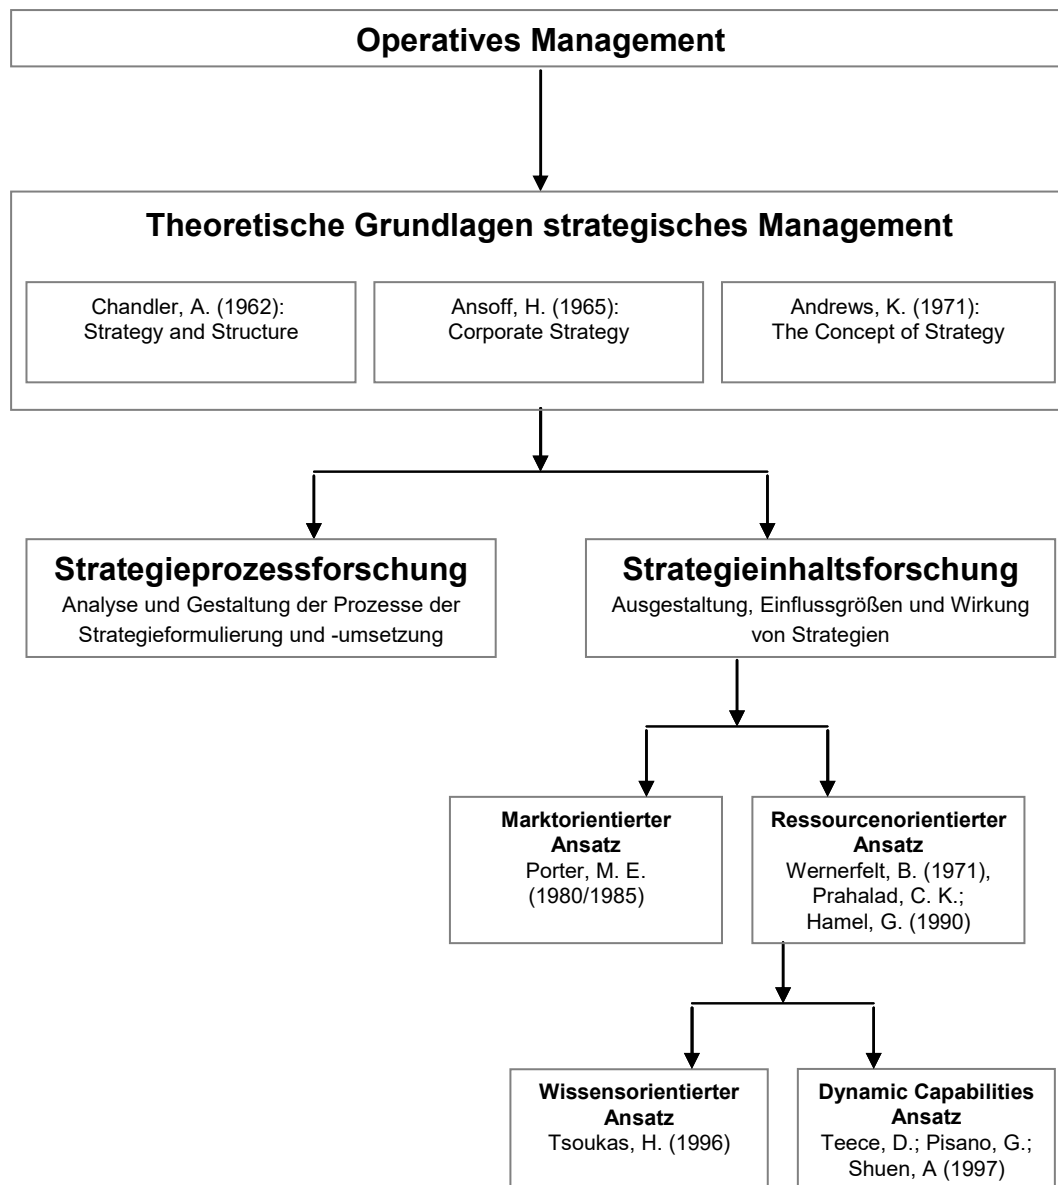 Operatives Management
Theoretische Grundlagen strategisches Management
Chandler, A. (1962):
Strategy and Structure
Ansoff, H. (1965):
Corporate Strategy
Andrews, K. (1971):
The Concept of Strategy
Strategieprozessforschung
Analyse und Gestaltung der Prozesse der
Strategieformulierung und -umsetzung
Strategieinhaltsforschung
Ausgestaltung, Einflussgrößen und Wirkung
von Strategien
Marktorientierter
Ansatz
Porter, M. E.
(1980/1985)
Ressourcenorientierter
Ansatz
Wernerfelt, B. (1971),
Prahalad, C. K.;
Hamel, G. (1990)
Wissensorientierter
Ansatz
Tsoukas, H. (1996)
Dynamic Capabilities
Ansatz
Teece, D.; Pisano, G.;
Shuen, A (1997)